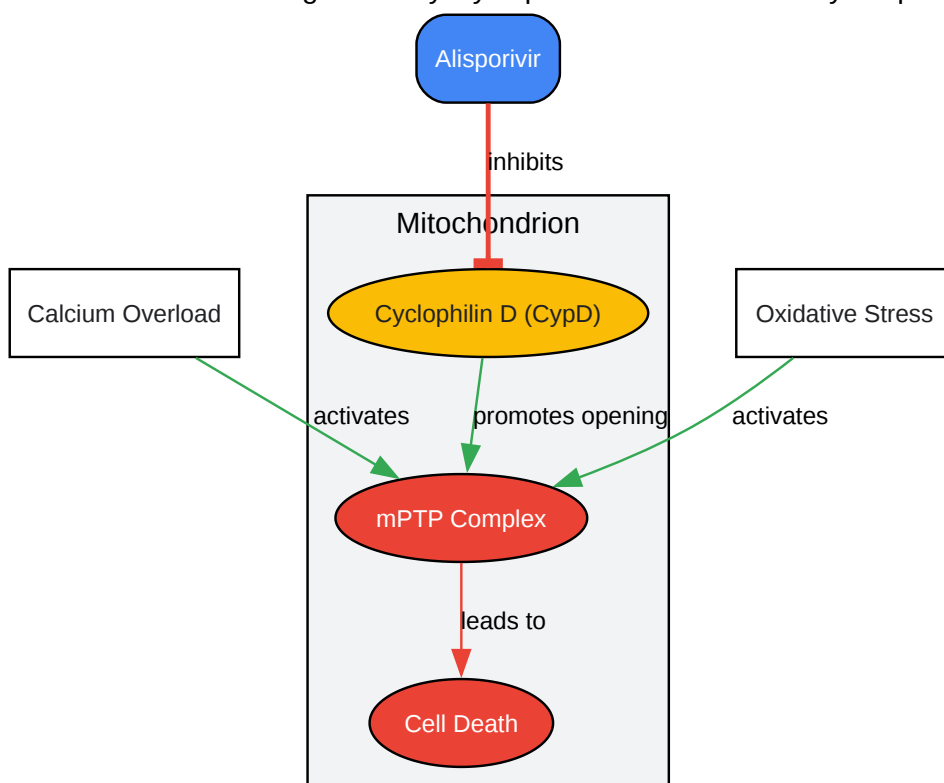 Alisporivir
inhibits
Mitochondrion
Calcium Overload
Cyclophilin D (CypD)
Oxidative Stress
activates
promotes opening
activates
mPTP Complex
leads to
Cell Death